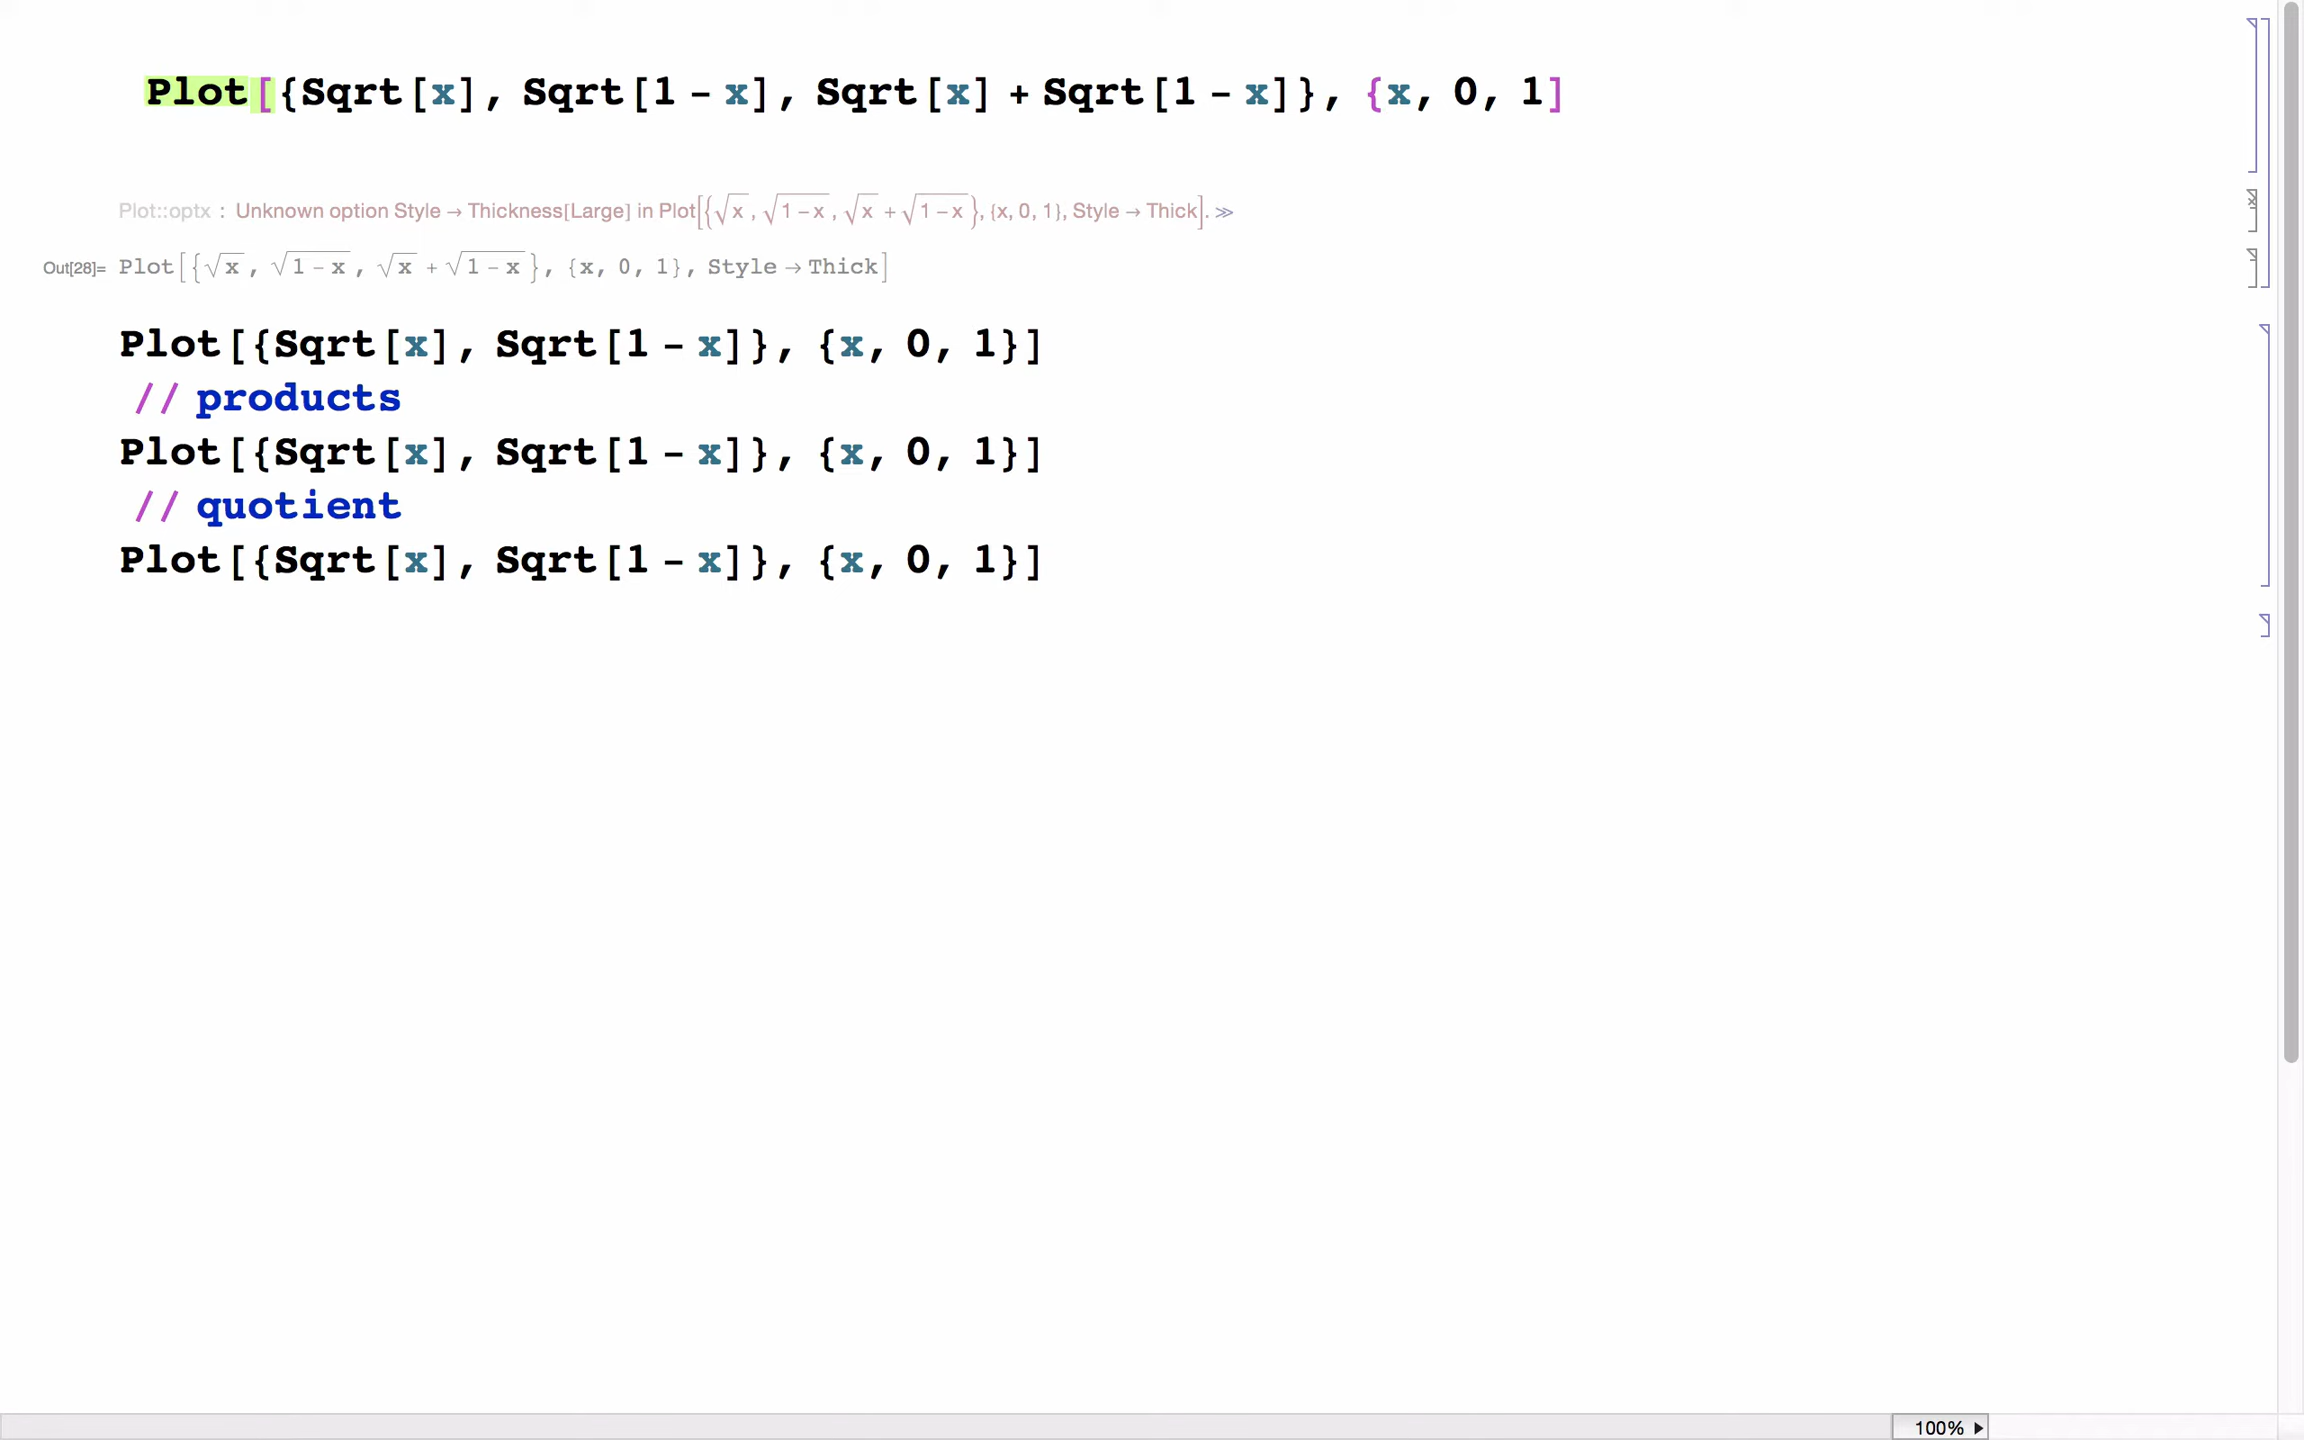 Plot[{Sqrt[x], Sqrt[1 - x], Sqrt[x] + Sqrt[1 - x]}, {x, 0, 1]
Plot::optx : Unknown option Style → Thickness[Large] in Plot[{√x, √1 - x, √x + √1 - x}, {x, 0, 1}, Style → Thick]. ≫
Out[28]= Plot[{√x, √1 - x, √x + √1 - x}, {x, 0, 1}, Style → Thick]
Plot[{Sqrt[x], Sqrt[1 - x]}, {x, 0, 1}]
// products
Plot[{Sqrt[x], Sqrt[1 - x]}, {x, 0, 1}]
// quotient
Plot[{Sqrt[x], Sqrt[1 - x]}, {x, 0, 1}]
100% ▶